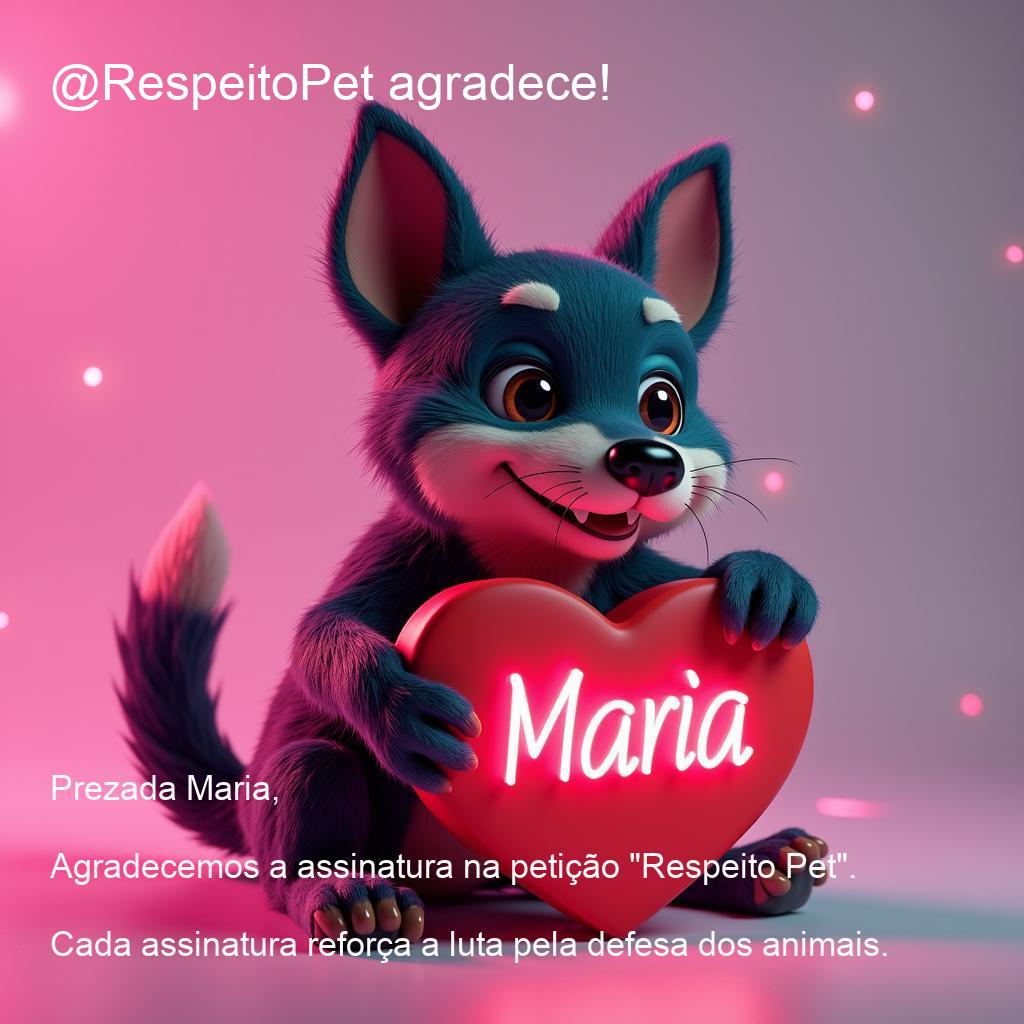 @RespeitoPet agradece!
Maria
Prezada Maria,
Agradecemos a assinatura na petição "Respeito Pet".
Cada assinatura reforça a luta pela defesa dos animais.